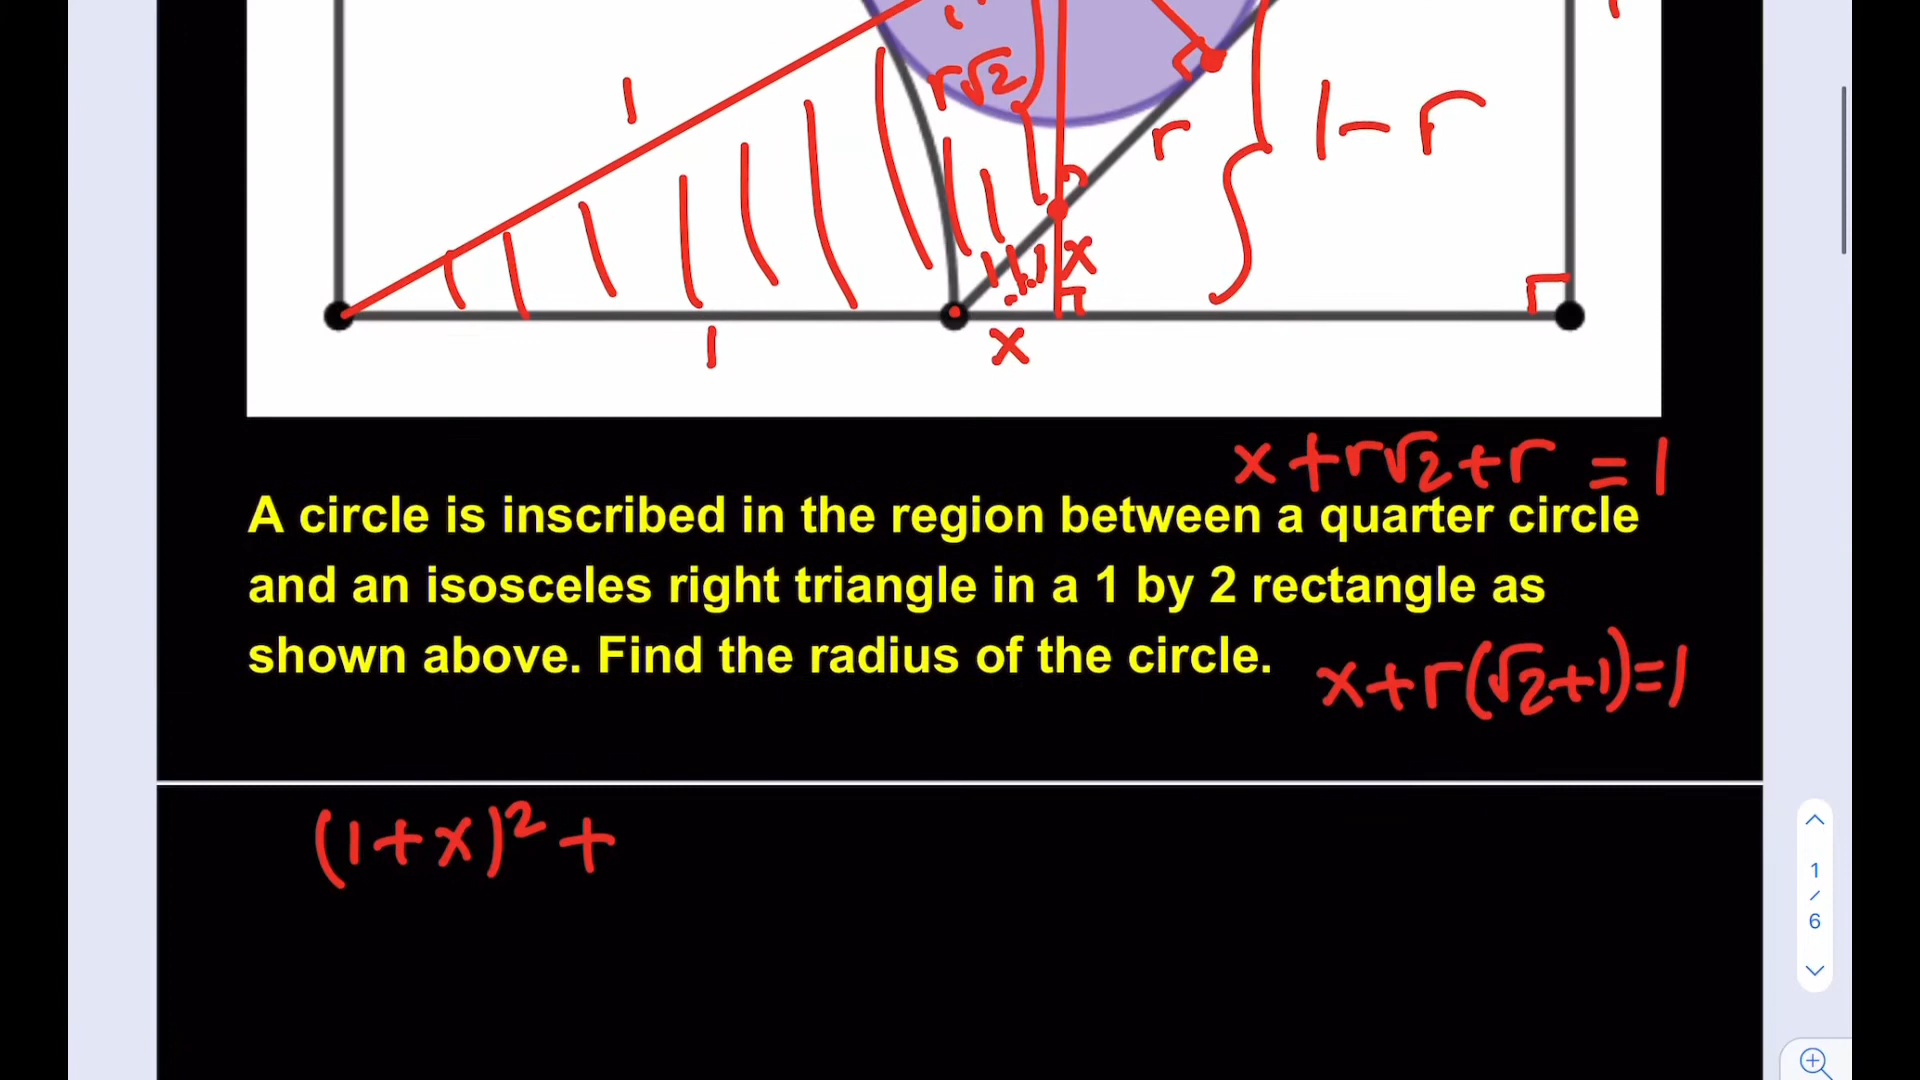 r√2
1
r
1 - r
x
1
x
x + r√2 + r = 1
A circle is inscribed in the region between a quarter circle
and an isosceles right triangle in a 1 by 2 rectangle as
shown above. Find the radius of the circle.
x + r(√2 + 1) = 1
(1 + x)² +
1
/
6